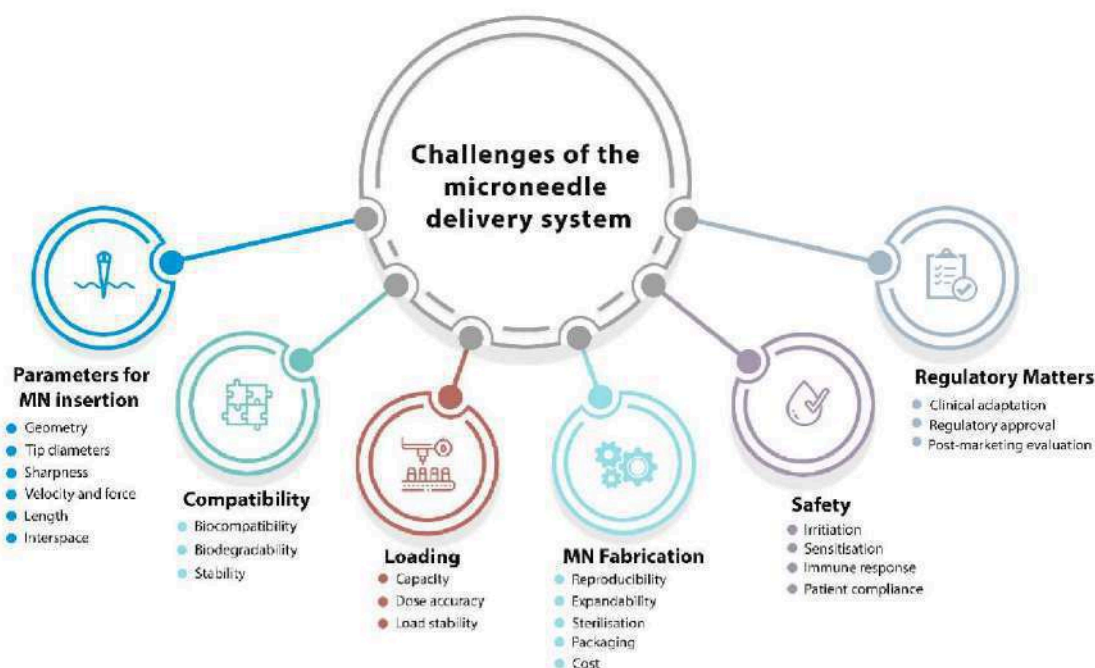 Challenges of the
microneedle
delivery system
Parameters for
MN insertion
Geometry
Tip diameters
Sharpness
Velocity and force
Length
Interspace
Compatibility
Biocompatibility
Biodegradability
Stability
Loading
Capacity
Dose accuracy
Load stability
MN Fabrication
Reproducibility
Expandability
Sterilisation
Packaging
Cost
Safety
Irritiation
Sensitisation
Immune response
Patient compliance
Regulatory Matters
Clinical adaptation
Regulatory approval
Post-marketing evaluation